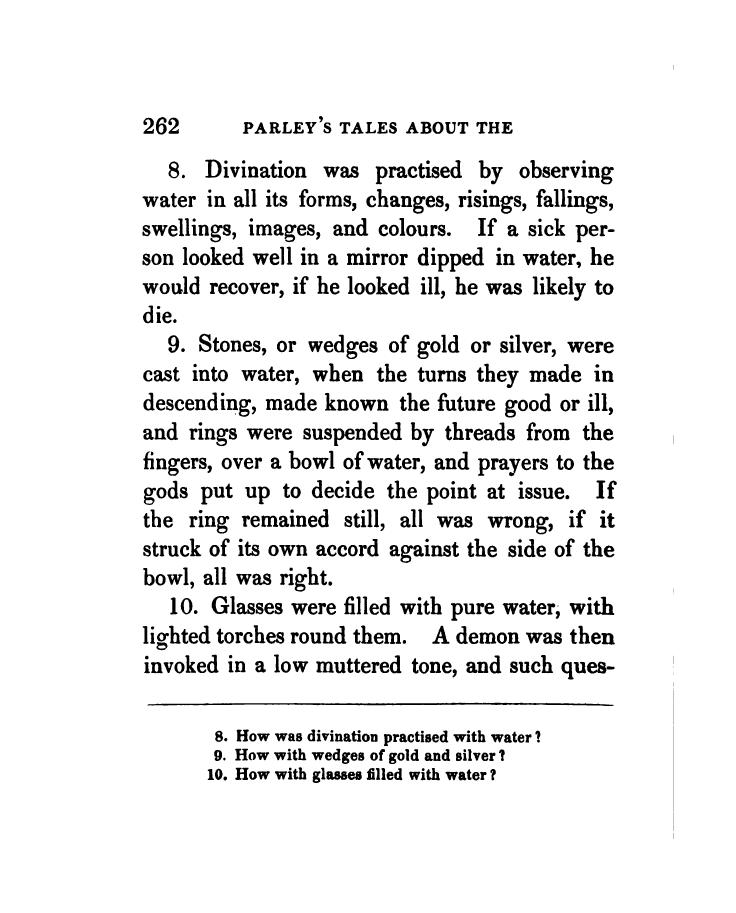 262 PARLEY'S TALES ABOUT THE
8. Divination was practised by observing
water in all its forms, changes, risings, fallings,
swellings, images, and colours. If a sick per-
son looked well in a mirror dipped in water, he
would recover, if he looked ill, he was likely to
die.
9. Stones, or wedges of gold or silver, were
cast into water, when the turns they made in
descending, made known the future good or ill,
and rings were suspended by threads from the
fingers, over a bowl of water, and prayers to the
gods put up to decide the point at issue. If
the ring remained still, all was wrong, if it
struck of its own accord against the side of the
bowl, all was right.
10. Glasses were filled with pure water, with
lighted torches round them. A demon was then
invoked in a low muttered tone, and such ques-
8. How was divination practised with water?
9. How with wedges of gold and silver?
10. How with glasses filled with water?